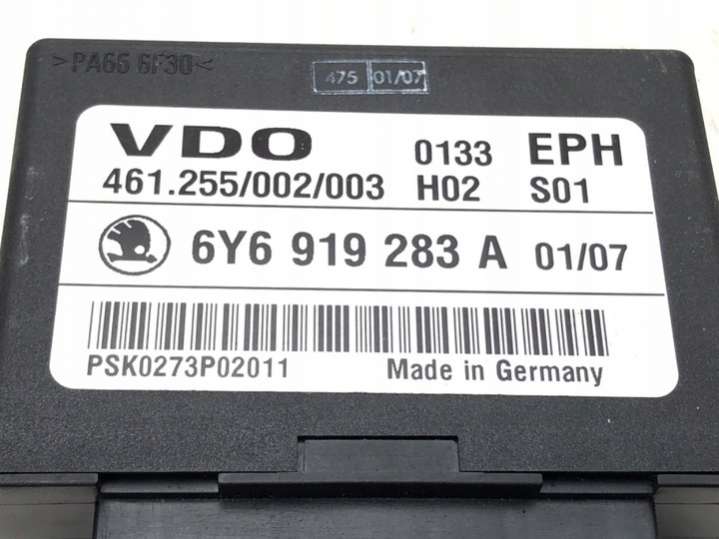 >PA66 GF30<
475 01/07
VDO 0133 EPH
461.255/002/003 H02 S01
6Y6 919 283 A 01/07
PSK0273P02011 Made in Germany